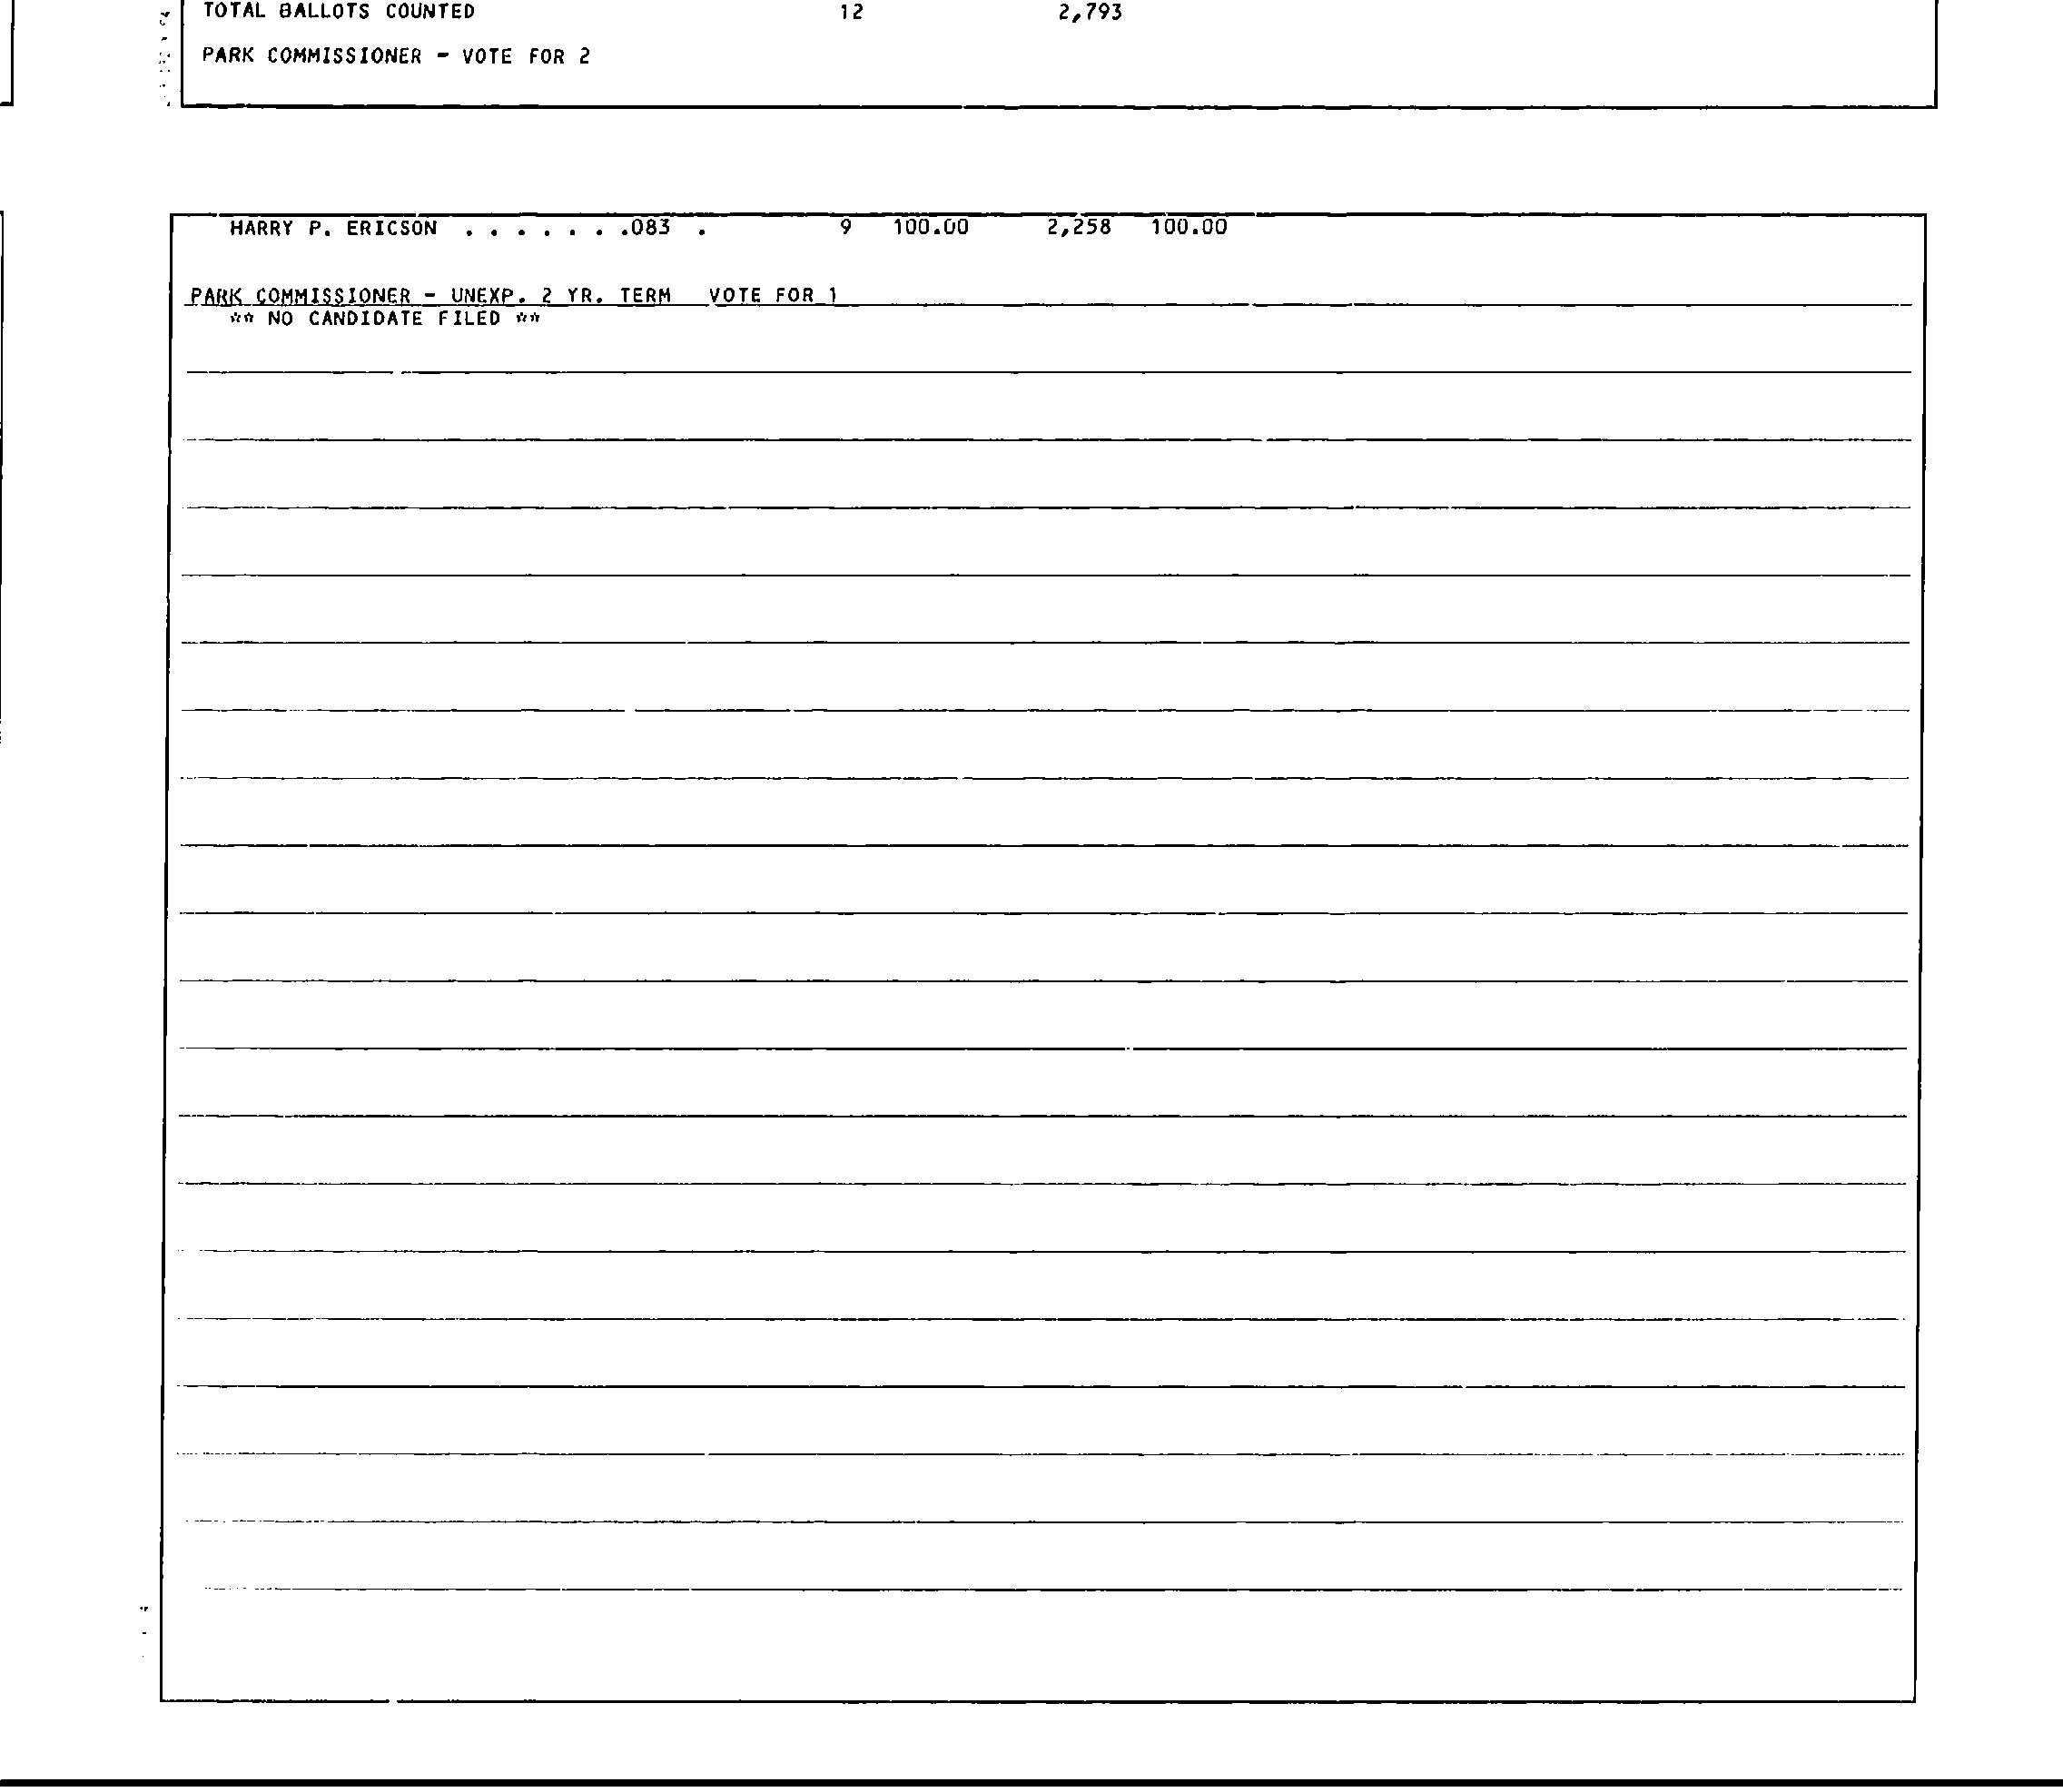 TOTAL BALLOTS COUNTED 12 2,793
PARK COMMISSIONER - VOTE FOR 2
HARRY P. ERICSON . . . . . . .083 . 9 100.00 2,258 100.00
PARK COMMISSIONER - UNEXP. 2 YR. TERM VOTE FOR 1
** NO CANDIDATE FILED **